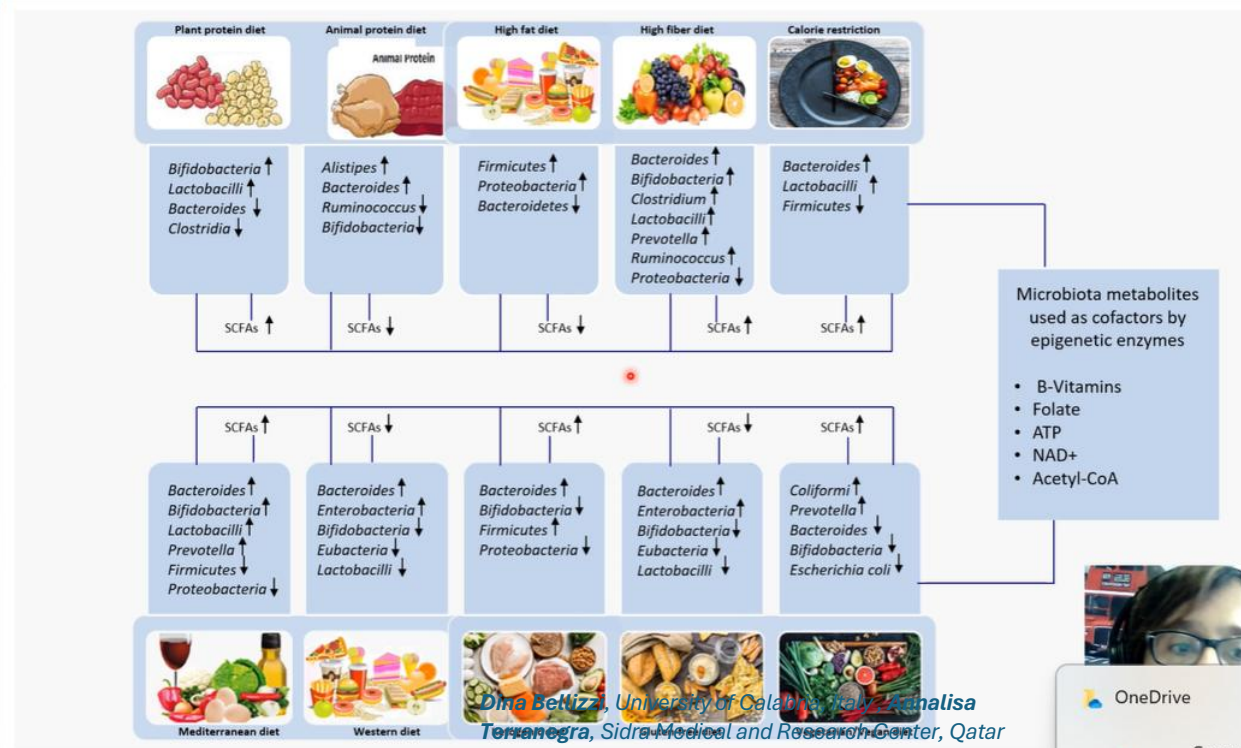 Plant protein diet
Animal protein diet
High fat diet
High fiber diet
Calorie restriction
Animal Protein
Bifidobacteria ↑
Lactobacilli ↑
Bacteroides ↓
Clostridia ↓
Alistipes ↑
Bacteroides ↑
Ruminococcus ↓
Bifidobacteria ↓
Firmicutes ↑
Proteobacteria ↑
Bacteroidetes ↓
Bacteroides ↑
Bifidobacteria ↑
Clostridium ↑
Lactobacilli ↑
Prevotella ↑
Ruminococcus ↑
Proteobacteria ↓
Bacteroides ↑
Lactobacilli ↑
Firmicutes ↓
SCFAs ↑
SCFAs ↓
SCFAs ↓
SCFAs ↑
SCFAs ↑
Microbiota metabolites
used as cofactors by
epigenetic enzymes
• B-Vitamins
• Folate
• ATP
• NAD+
• Acetyl-CoA
SCFAs ↑
SCFAs ↓
SCFAs ↑
SCFAs ↓
SCFAs ↑
Bacteroides ↑
Bifidobacteria ↑
Lactobacilli ↑
Prevotella ↑
Firmicutes ↓
Proteobacteria ↓
Bacteroides ↑
Enterobacteria ↑
Bifidobacteria ↓
Eubacteria ↓
Lactobacilli ↓
Bacteroides ↑
Bifidobacteria ↓
Firmicutes ↑
Proteobacteria ↓
Bacteroides ↑
Enterobacteria ↑
Bifidobacteria ↓
Eubacteria ↓
Lactobacilli ↓
Coliformi ↑
Prevotella ↑
Bacteroides ↓
Bifidobacteria ↓
Escherichia coli ↓
Mediterranean diet
Western diet
Vegetarian/Vegan diet
Dina Bellizzi, University of Calabria, Italy; Annalisa
Terranegra, Sidra Medical and Research Center, Qatar
OneDrive